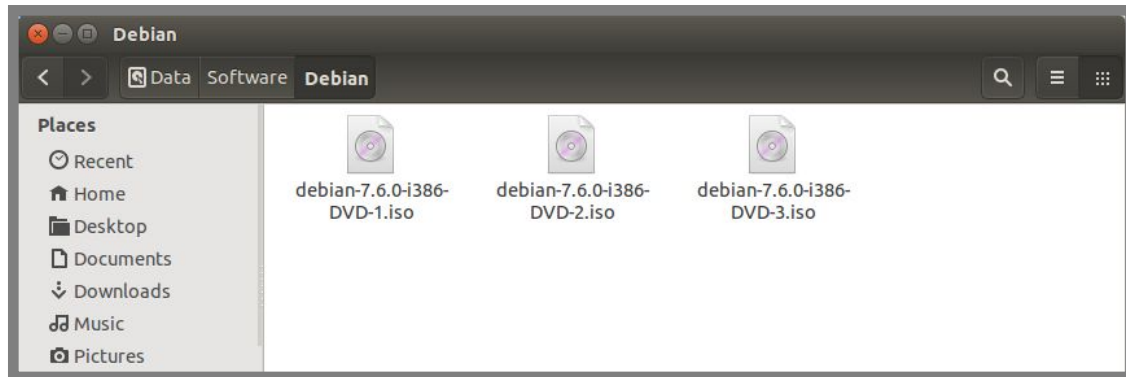 Debian
Data Software Debian
Places
Recent
Home
Desktop
Documents
Downloads
Music
Pictures
debian-7.6.0-i386-
DVD-1.iso
debian-7.6.0-i386-
DVD-2.iso
debian-7.6.0-i386-
DVD-3.iso